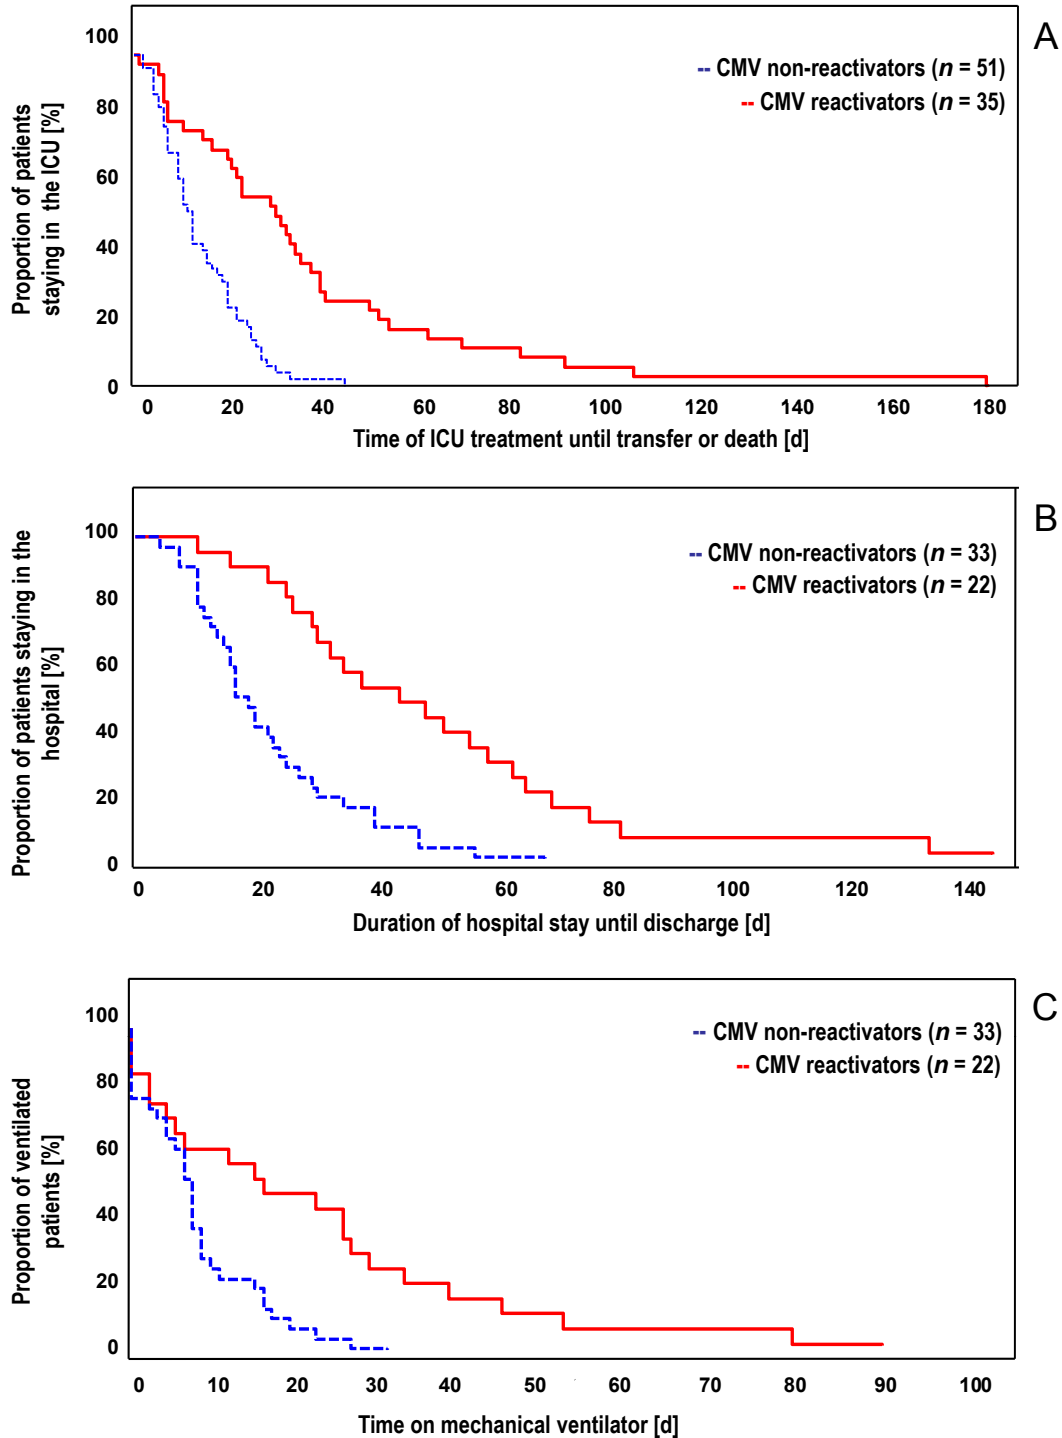 A
100
80
60
40
20
0
Proportion of patients
staying in the ICU [%]
-- CMV non-reactivators (n = 51)
-- CMV reactivators (n = 35)
0 20 40 60 80 100 120 140 160 180
Time of ICU treatment until transfer or death [d]
B
100
80
60
40
20
0
Proportion of patients staying in the
hospital [%]
-- CMV non-reactivators (n = 33)
-- CMV reactivators (n = 22)
0 20 40 60 80 100 120 140
Duration of hospital stay until discharge [d]
C
100
80
60
40
20
0
Proportion of ventilated
patients [%]
-- CMV non-reactivators (n = 33)
-- CMV reactivators (n = 22)
0 10 20 30 40 50 60 70 80 90 100
Time on mechanical ventilator [d]